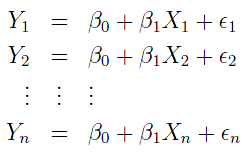 Y₁ = β₀ + β₁X₁ + ϵ₁
Y₂ = β₀ + β₁X₂ + ϵ₂
⋮ ⋮ ⋮
Yₙ = β₀ + β₁Xₙ + ϵₙ